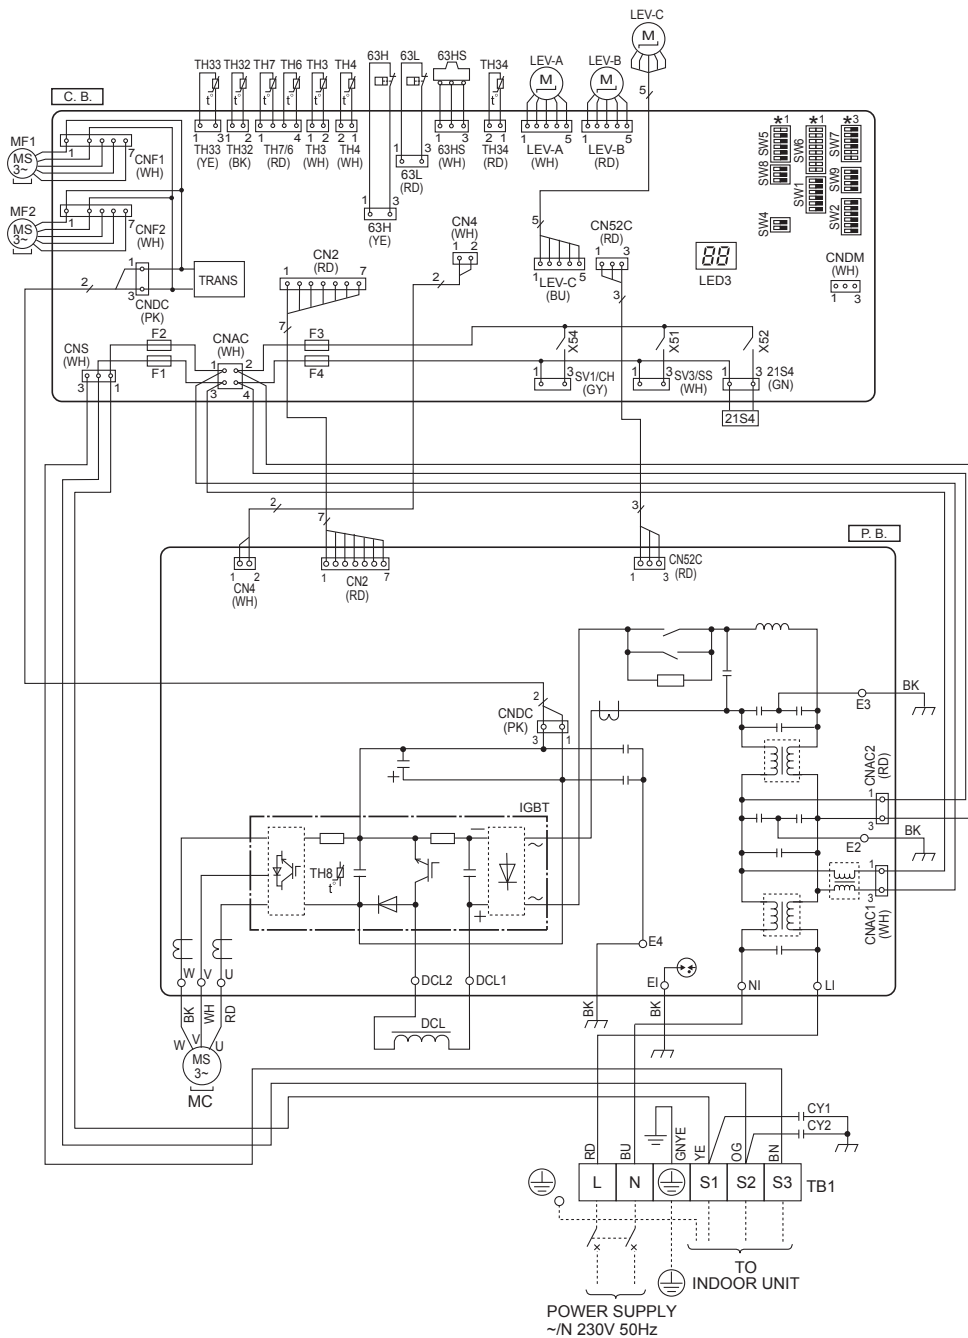 LEV-C
M
TH33 TH32 TH7 TH6 TH3 TH4 63H 63L 63HS TH34 LEV-A LEV-B
t° t° t° t° t° t° t° M M
5
C. B.
1 3 1 2 1 4 1 2 2 1 1 3 2 1 1 5 1 5
TH33 TH32 TH7/6 TH3 TH4 63HS TH34 LEV-A LEV-B
(YE) (BK) (RD) (WH) (WH) (WH) (RD) (WH) (RD)
1 3
63L
(RD)
1 3
63H
(YE)
*1 *1 *3
SW5 SW6 SW7
SW8 SW1 SW9
SW4 SW2
MF1
MS
3~
1 7
CNF1
(WH)
MF2
MS
3~
1 7
CNF2
(WH)
CN4
(WH)
1 2
2
5
CN52C
(RD)
1 3
1 5
LEV-C
(BU)
3
88
LED3
CNDM
(WH)
1 3
2
1
3
CNDC
(PK)
TRANS
CN2
(RD)
1 7
7
F2 CNAC F3
(WH)
F1 F4
1 2
3 4
CNS
(WH)
3 1
X54 X51 X52
1 3 1 3 1 3
SV1/CH SV3/SS 21S4
(GY) (WH) (GN)
21S4
2
7
3
P. B.
1 2
CN4
(WH)
1 7
CN2
(RD)
1 3
CN52C
(RD)
2
CNDC
(PK)
3 1
BK
E3
CNAC2
(RD)
1
3
BK
E2
1
3
CNAC1
(WH)
+
IGBT
TH8
t°
−
~
~
+
E4
W V U
DCL2 DCL1
EI
NI LI
BK WH RD
DCL
BK BK
W V U
MS
3~
MC
CY1
CY2
RD BU GNYE YE OG BN
L N S1 S2 S3
TB1
TO
INDOOR UNIT
POWER SUPPLY
~/N 230V 50Hz